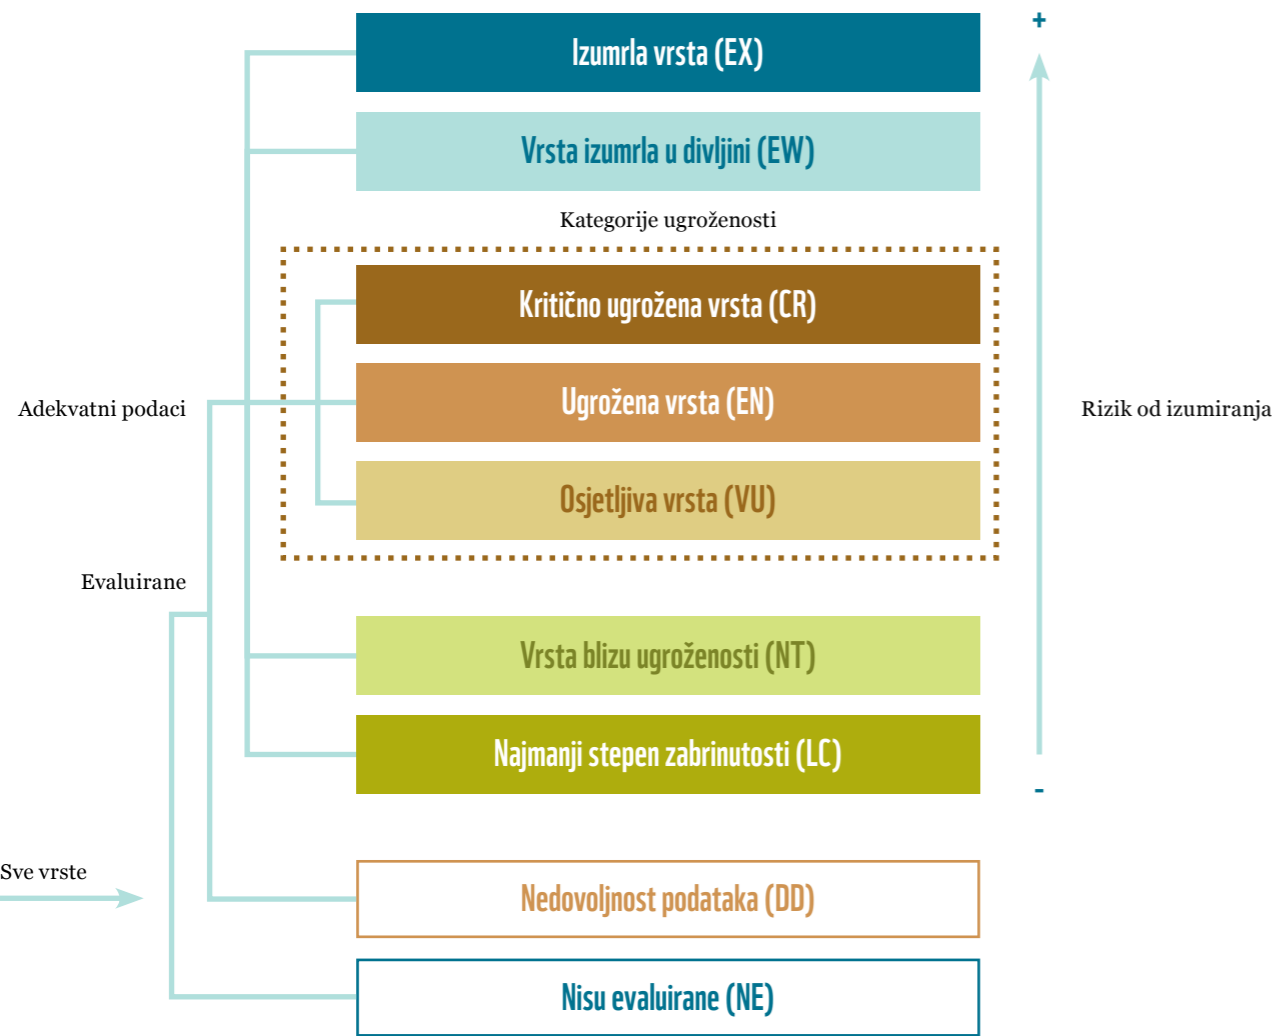 +
Izumrla vrsta (EX)
Vrsta izumrla u divljini (EW)
Kategorije ugroženosti
Kritično ugrožena vrsta (CR)
Adekvatni podaci
Ugrožena vrsta (EN)
Rizik od izumiranja
Osjetljiva vrsta (VU)
Evaluirane
Vrsta blizu ugroženosti (NT)
Najmanji stepen zabrinutosti (LC)
-
Sve vrste
Nedovoljnost podataka (DD)
Nisu evaluirane (NE)